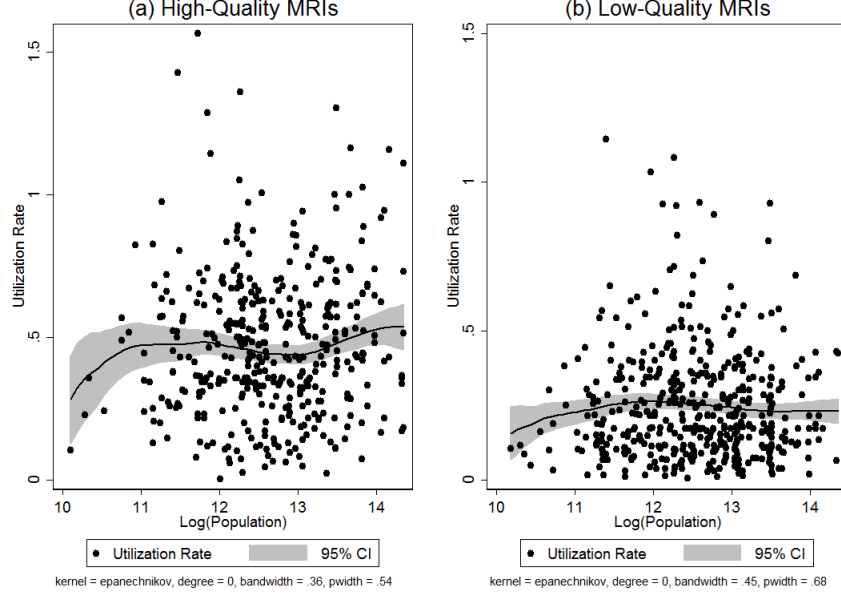 (a) High-Quality MRIs
Utilization Rate
0
.5
1
1.5
10
11
12
13
14
Log(Population)
Utilization Rate
95% CI
kernel = epanechnikov, degree = 0, bandwidth = .36, pwidth = .54
(b) Low-Quality MRIs
Utilization Rate
0
.5
1
1.5
10
11
12
13
14
Log(Population)
Utilization Rate
95% CI
kernel = epanechnikov, degree = 0, bandwidth = .45, pwidth = .68